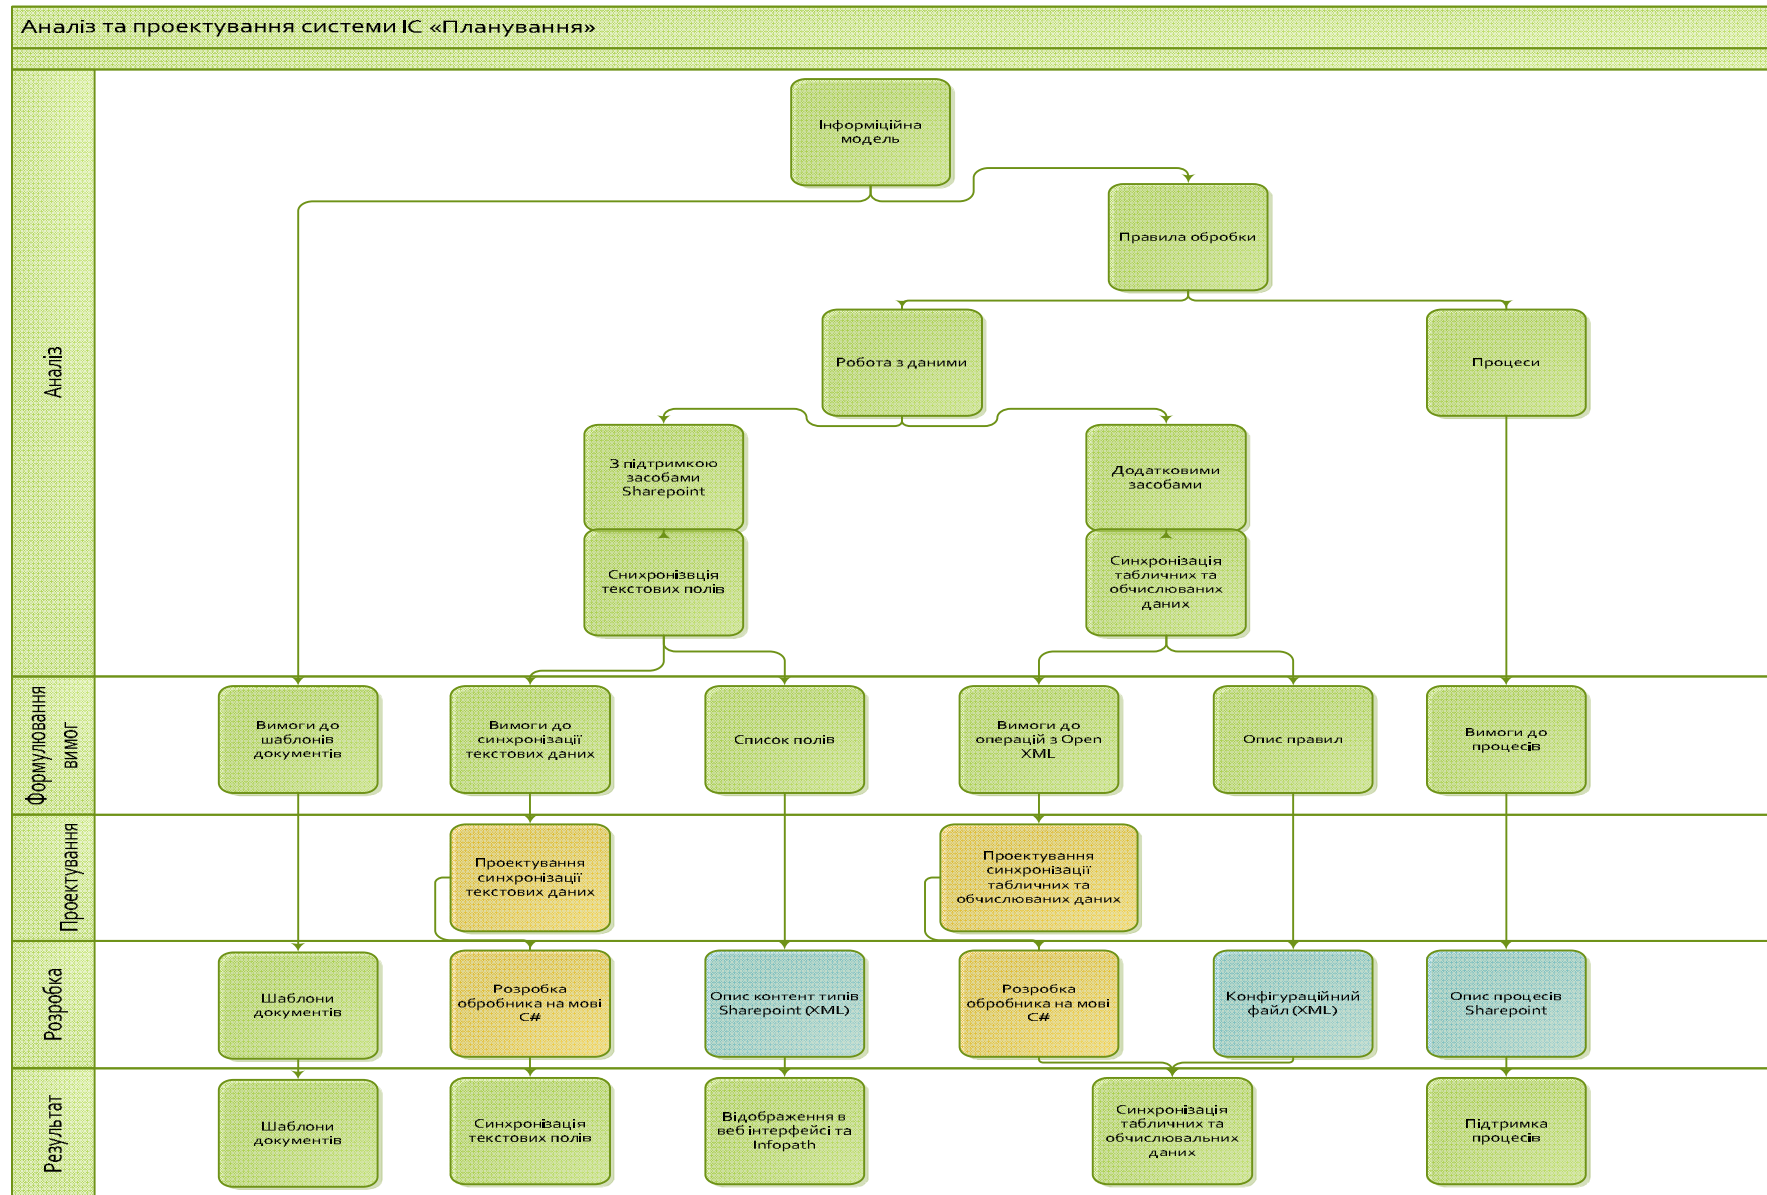 Аналіз та проектування системи ІС «Планування»
Аналіз
Інформіційна
модель
Правила обробки
Робота з даними
Процеси
З підтримкою
засобами
Sharepoint
Додатковими
засобами
Снихронізвція
текстових полів
Синхронізація
табличних та
обчислюваних
даних
Формулювання
вимог
Вимоги до
шаблонів
документів
Вимоги до
синхронізації
текстових даних
Список полів
Вимоги до
операцій з Open
XML
Опис правил
Вимоги до
процесів
Проектування
Проектування
синхронізації
текстових даних
Проектування
синхронізації
табличних та
обчислюваних даних
Розробка
Шаблони
документів
Розробка
обробника на мові
C#
Опис контент типів
Sharepoint (XML)
Розробка
обробника на мові
C#
Конфігураційний
файл (XML)
Опис процесів
Sharepoint
Результат
Шаблони
документів
Синхронізація
текстових полів
Відображення в
веб інтерфейсі та
Infopath
Синхронізація
табличних та
обчислювальних
даних
Підтримка
процесів